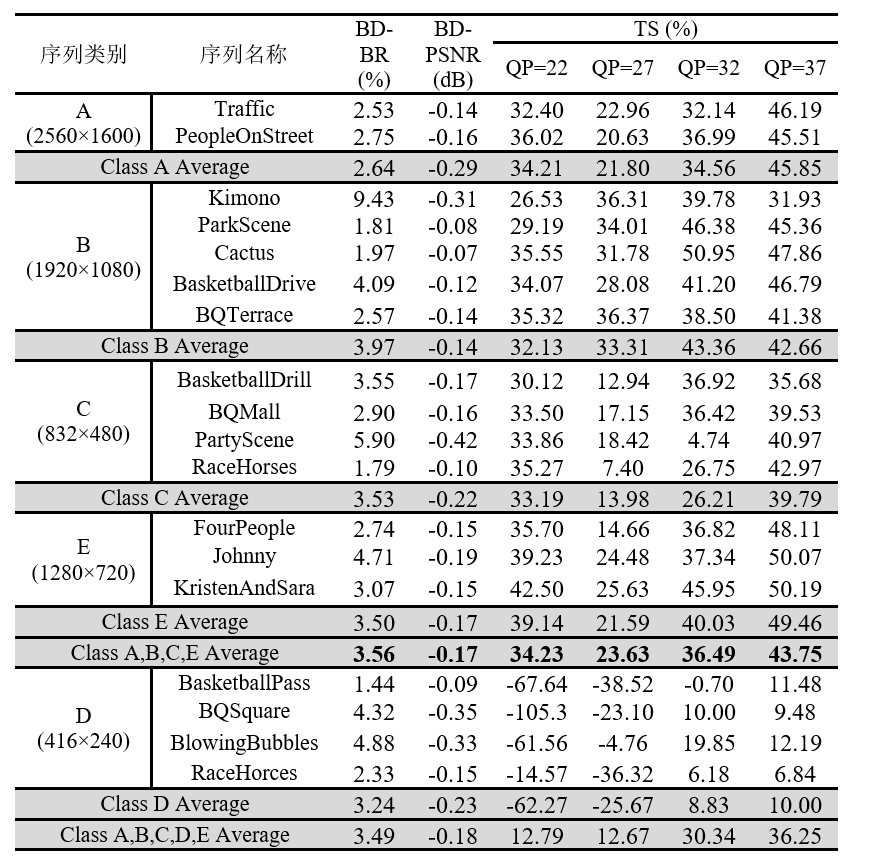 序列类别 序列名称 BD-BR (%) BD-PSNR (dB) TS (%)
QP=22 QP=27 QP=32 QP=37
A (2560×1600) Traffic 2.53 -0.14 32.40 22.96 32.14 46.19
PeopleOnStreet 2.75 -0.16 36.02 20.63 36.99 45.51
Class A Average 2.64 -0.29 34.21 21.80 34.56 45.85
B (1920×1080) Kimono 9.43 -0.31 26.53 36.31 39.78 31.93
ParkScene 1.81 -0.08 29.19 34.01 46.38 45.36
Cactus 1.97 -0.07 35.55 31.78 50.95 47.86
BasketballDrive 4.09 -0.12 34.07 28.08 41.20 46.79
BQTerrace 2.57 -0.14 35.32 36.37 38.50 41.38
Class B Average 3.97 -0.14 32.13 33.31 43.36 42.66
C (832×480) BasketballDrill 3.55 -0.17 30.12 12.94 36.92 35.68
BQMall 2.90 -0.16 33.50 17.15 36.42 39.53
PartyScene 5.90 -0.42 33.86 18.42 4.74 40.97
RaceHorses 1.79 -0.10 35.27 7.40 26.75 42.97
Class C Average 3.53 -0.22 33.19 13.98 26.21 39.79
E (1280×720) FourPeople 2.74 -0.15 35.70 14.66 36.82 48.11
Johnny 4.71 -0.19 39.23 24.48 37.34 50.07
KristenAndSara 3.07 -0.15 42.50 25.63 45.95 50.19
Class E Average 3.50 -0.17 39.14 21.59 40.03 49.46
Class A,B,C,E Average 3.56 -0.17 34.23 23.63 36.49 43.75
D (416×240) BasketballPass 1.44 -0.09 -67.64 -38.52 -0.70 11.48
BQSquare 4.32 -0.35 -105.3 -23.10 10.00 9.48
BlowingBubbles 4.88 -0.33 -61.56 -4.76 19.85 12.19
RaceHorces 2.33 -0.15 -14.57 -36.32 6.18 6.84
Class D Average 3.24 -0.23 -62.27 -25.67 8.83 10.00
Class A,B,C,D,E Average 3.49 -0.18 12.79 12.67 30.34 36.25